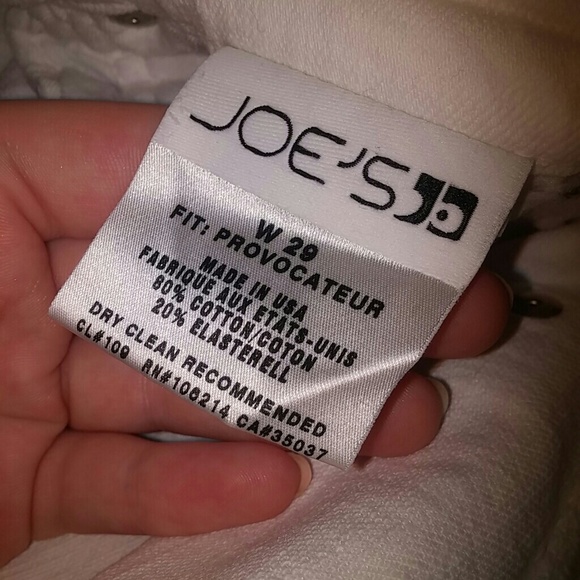 JOE'S
W 29
FIT: PROVOCATEUR
MADE IN USA
FABRIQUE AUX ETATS-UNIS
80% COTTON/COTON
20% ELASTERELL
DRY CLEAN RECOMMENDED
CL#109 RN#106214 CA#35037